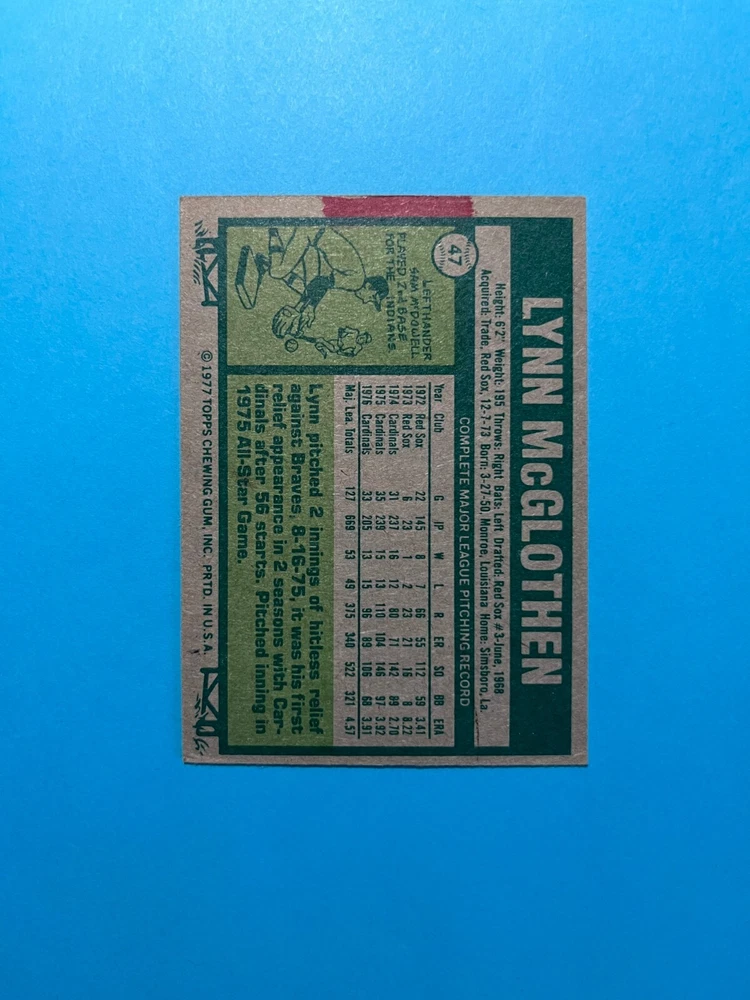 47
LYNN McGLOTHEN
Height: 6'2" Weight: 195 Throws: Right Bats: Left Drafted: Red Sox #3-June, 1968
Acquired: Trade, Red Sox, 12-7-73 Born: 3-27-50, Monroe, Louisiana Home: Simsboro, La.
COMPLETE MAJOR LEAGUE PITCHING RECORD
Year Club G IP W L R ER SO BB ERA
1972 Red Sox 22 145 8 7 66 55 112 59 3.41
1973 Red Sox 6 23 1 2 23 21 16 8 8.22
1974 Cardinals 31 237 16 12 80 71 142 89 2.70
1975 Cardinals 35 239 15 13 110 104 146 97 3.92
1976 Cardinals 33 205 13 15 96 89 106 68 3.91
Maj. Lea. Totals 127 669 53 49 375 340 522 321 4.57
LEFTHANDER
SAM McDOWELL
PLAYED 2nd BASE
FOR THE INDIANS.
Lynn pitched 2 innings of hitless relief
against Braves, 8-16-75, it was his first
relief appearance in 2 seasons with Car-
dinals after 56 starts. Pitched inning in
1975 All-Star Game.
© 1977 TOPPS CHEWING GUM, INC. PRTD. IN U.S.A.